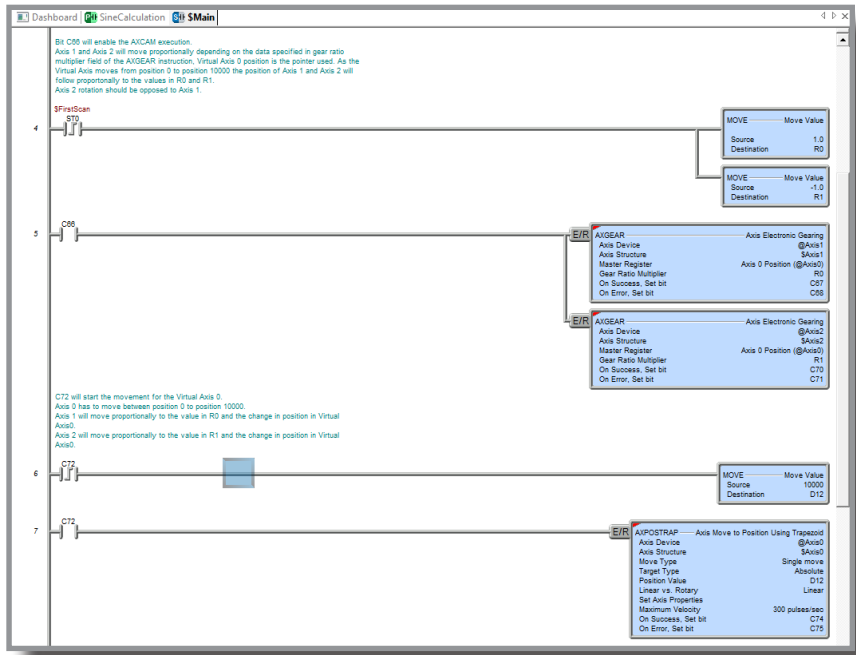 Dashboard SineCalculation $Main
Bit C66 will enable the AXCAM execution.
Axis 1 and Axis 2 will move proportionally depending on the data specified in gear ratio
multiplier field of the AXGEAR instruction, Virtual Axis 0 position is the pointer used. As the
Virtual Axis moves from position 0 to position 10000 the position of Axis 1 and Axis 2 will
follow proportonally to the values in R0 and R1.
Axis 2 rotation should be opposed to Axis 1.
$FirstScan
ST0
4
MOVE Move Value
Source 1.0
Destination R0
MOVE Move Value
Source -1.0
Destination R1
C66
5
E/R
AXGEAR Axis Electronic Gearing
Axis Device @Axis1
Axis Structure $Axis1
Master Register Axis 0 Position (@Axis0)
Gear Ratio Multiplier R0
On Success, Set bit C67
On Error, Set bit C68
E/R
AXGEAR Axis Electronic Gearing
Axis Device @Axis2
Axis Structure $Axis2
Master Register Axis 0 Position (@Axis0)
Gear Ratio Multiplier R1
On Success, Set bit C70
On Error, Set bit C71
C72 will start the movement for the Virtual Axis 0.
Axis 0 has to move between position 0 to position 10000.
Axis 1 will move proportionally to the value in R0 and the change in position in Virtual
Axis0.
Axis 2 will move proportionally to the value in R1 and the change in position in Virtual
Axis0.
C72
6
MOVE Move Value
Source 10000
Destination D12
C72
7
E/R
AXPOSTRAP Axis Move to Position Using Trapezoid
Axis Device @Axis0
Axis Structure $Axis0
Move Type Single move
Target Type Absolute
Position Value D12
Linear vs. Rotary Linear
Set Axis Properties
Maximum Velocity 300 pulses/sec
On Success, Set bit C74
On Error, Set bit C75